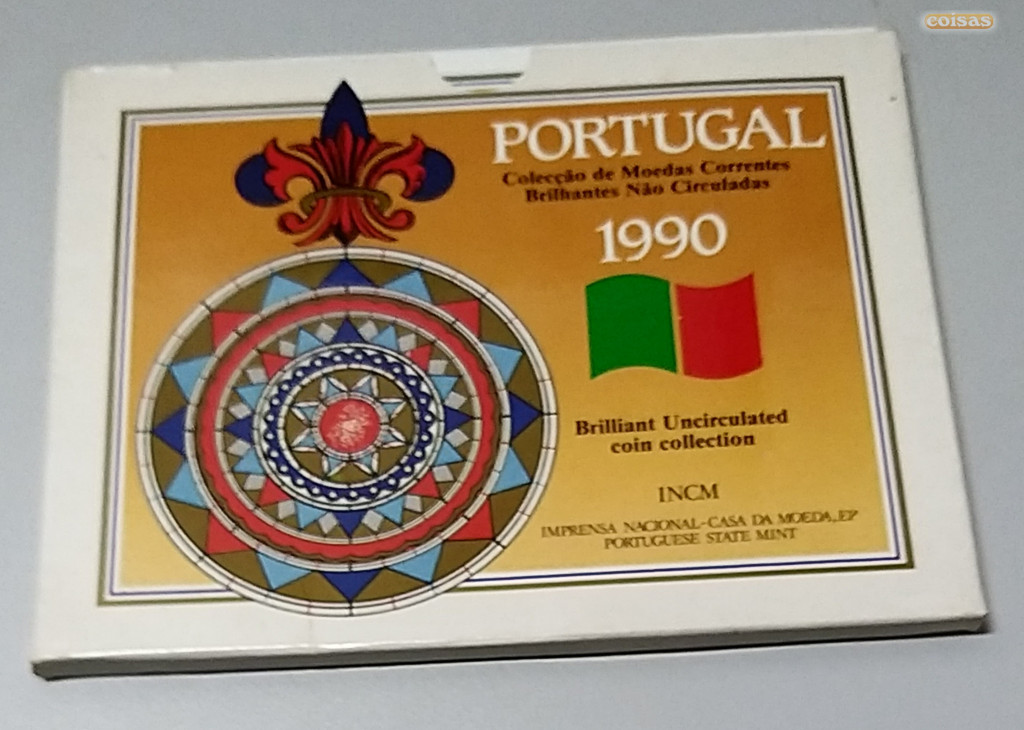 coisas
PORTUGAL
Colecção de Moedas Correntes
Brilhantes Não Circuladas
1990
Brilliant Uncirculated
coin collection
INCM
IMPRENSA NACIONAL-CASA DA MOEDA, EP
PORTUGUESE STATE MINT